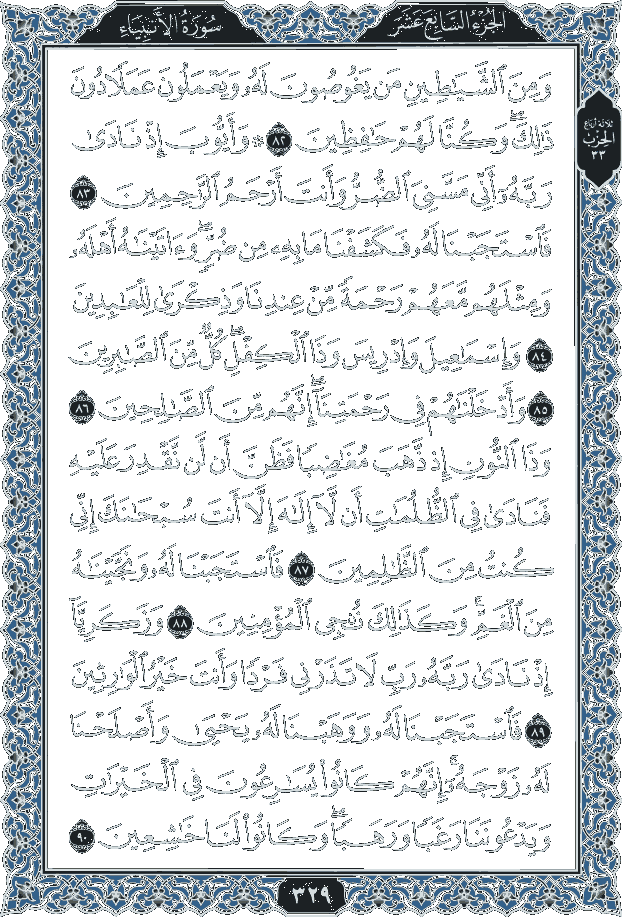 الجزء السابع عشر
سورة الأنبياء
ثلاثة أرباع
الحزب
٣٣
وَمِنَ ٱلشَّيَـٰطِينِ مَن يَغُوصُونَ لَهُۥ وَيَعْمَلُونَ عَمَلًا دُونَ
ذَٰلِكَ ۖ وَكُنَّا لَهُمْ حَـٰفِظِينَ ٨٢ ۞ وَأَيُّوبَ إِذْ نَادَىٰ
رَبَّهُۥٓ أَنِّى مَسَّنِىَ ٱلضُّرُّ وَأَنتَ أَرْحَمُ ٱلرَّٰحِمِينَ ٨٣
فَٱسْتَجَبْنَا لَهُۥ فَكَشَفْنَا مَا بِهِۦ مِن ضُرٍّ ۖ وَءَاتَيْنَـٰهُ أَهْلَهُۥ
وَمِثْلَهُم مَّعَهُمْ رَحْمَةً مِّنْ عِندِنَا وَذِكْرَىٰ لِلْعَـٰبِدِينَ
٨٤ وَإِسْمَـٰعِيلَ وَإِدْرِيسَ وَذَا ٱلْكِفْلِ ۖ كُلٌّ مِّنَ ٱلصَّـٰبِرِينَ
٨٥ وَأَدْخَلْنَـٰهُمْ فِى رَحْمَتِنَآ ۖ إِنَّهُم مِّنَ ٱلصَّـٰلِحِينَ ٨٦
وَذَا ٱلنُّونِ إِذ ذَّهَبَ مُغَـٰضِبًا فَظَنَّ أَن لَّن نَّقْدِرَ عَلَيْهِ
فَنَادَىٰ فِى ٱلظُّلُمَـٰتِ أَن لَّآ إِلَـٰهَ إِلَّآ أَنتَ سُبْحَـٰنَكَ إِنِّى
كُنتُ مِنَ ٱلظَّـٰلِمِينَ ٨٧ فَٱسْتَجَبْنَا لَهُۥ وَنَجَّيْنَـٰهُ
مِنَ ٱلْغَمِّ ۚ وَكَذَٰلِكَ نُـۨجِى ٱلْمُؤْمِنِينَ ٨٨ وَزَكَرِيَّآ
إِذْ نَادَىٰ رَبَّهُۥ رَبِّ لَا تَذَرْنِى فَرْدًا وَأَنتَ خَيْرُ ٱلْوَٰرِثِينَ
٨٩ فَٱسْتَجَبْنَا لَهُۥ وَوَهَبْنَا لَهُۥ يَحْيَىٰ وَأَصْلَحْنَا
لَهُۥ زَوْجَهُۥٓ ۚ إِنَّهُمْ كَانُوا۟ يُسَـٰرِعُونَ فِى ٱلْخَيْرَٰتِ
وَيَدْعُونَنَا رَغَبًا وَرَهَبًا ۖ وَكَانُوا۟ لَنَا خَـٰشِعِينَ ٩٠
٣٢٩